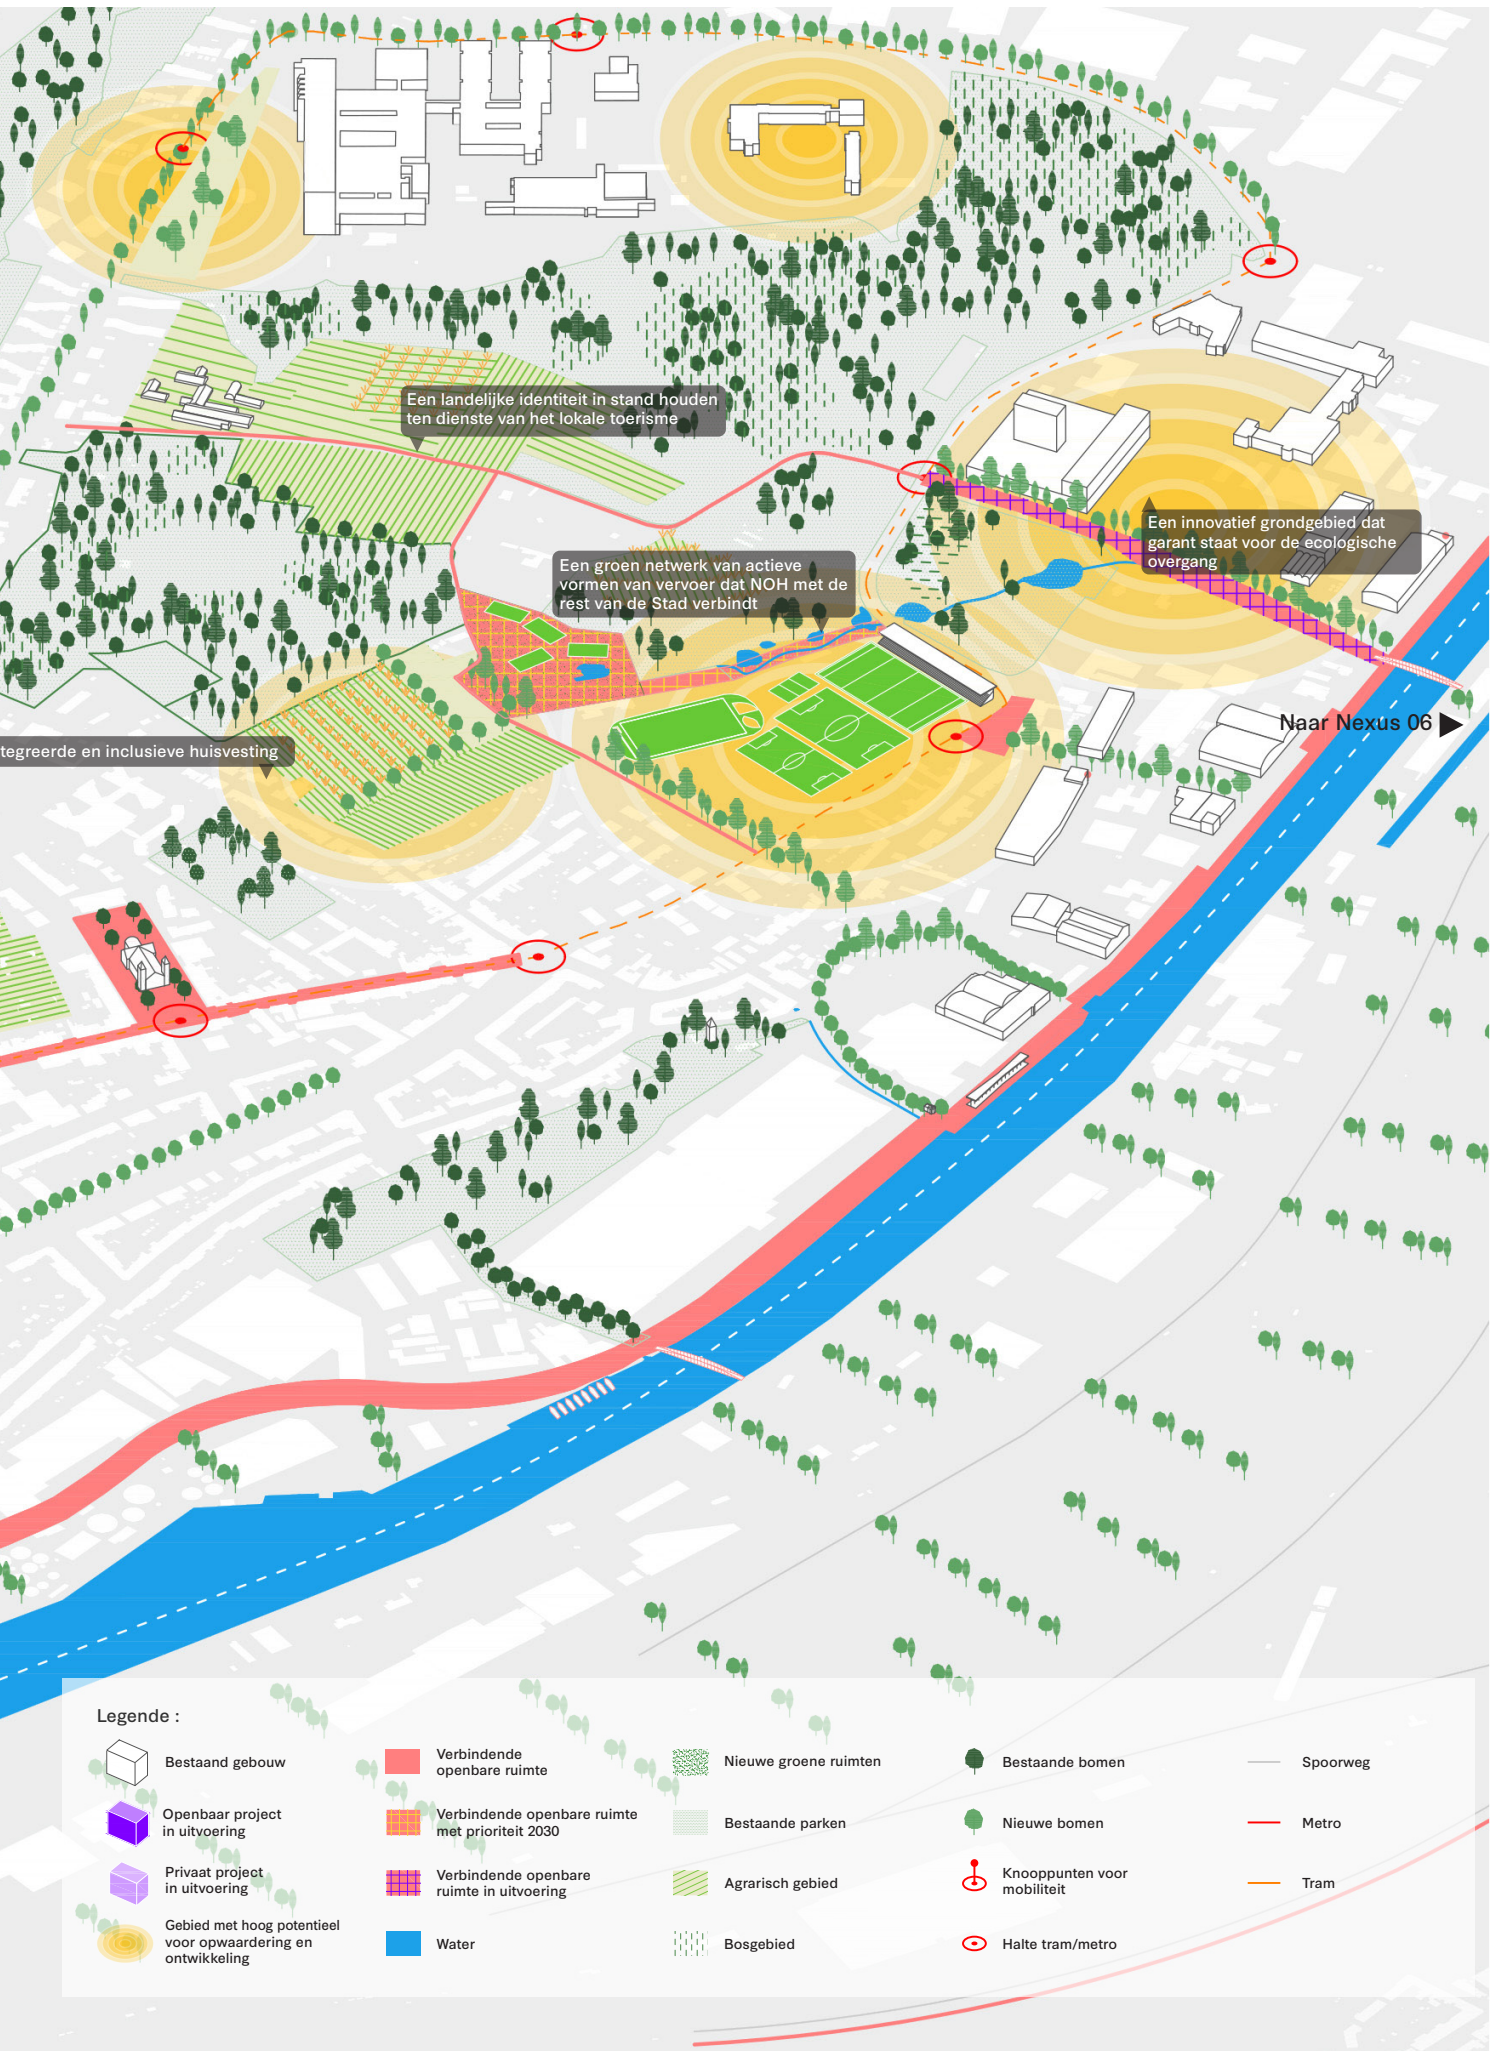 Een landelijke identiteit in stand houden
ten dienste van het lokale toerisme
Een innovatief grondgebied dat
garant staat voor de ecologische
overgang
Een groen netwerk van actieve
vormen van vervoer dat NOH met de
rest van de Stad verbindt
Naar Nexus 06
tegreerde en inclusieve huisvesting
Legende :
Bestaand gebouw
Openbaar project
in uitvoering
Privaat project
in uitvoering
Gebied met hoog potentieel
voor opwaardering en
ontwikkeling
Verbindende
openbare ruimte
Verbindende openbare ruimte
met prioriteit 2030
Verbindende openbare
ruimte in uitvoering
Water
Nieuwe groene ruimten
Bestaande parken
Agrarisch gebied
Bosgebied
Bestaande bomen
Nieuwe bomen
Knooppunten voor
mobiliteit
Halte tram/metro
Spoorweg
Metro
Tram